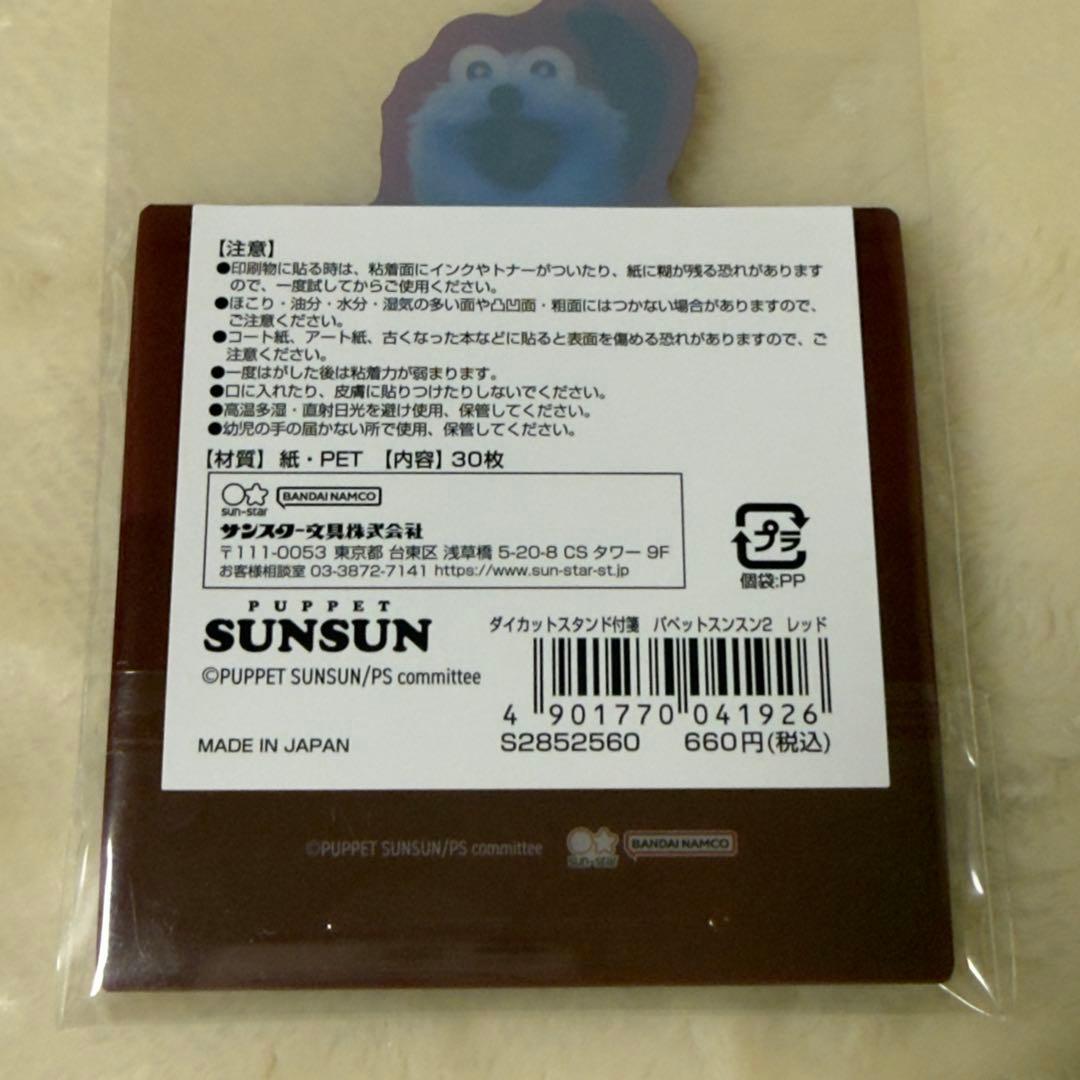 【注意】
●印刷物に貼る時は、粘着面にインクやトナーがついたり、紙に糊が残る恐れがあります
ので、一度試してからご使用ください。
●ほこり・油分・水分・湿気の多い面や凸凹面・粗面にはつかない場合がありますので、
ご注意ください。
●コート紙、アート紙、古くなった本などに貼ると表面を傷める恐れがありますので、ご
注意ください。
●一度はがした後は粘着力が弱まります。
●口に入れたり、皮膚に貼りつけたりしないでください。
●高温多湿・直射日光を避け使用、保管してください。
●幼児の手の届かない所で使用、保管してください。
【材質】 紙・PET 【内容】30枚
sun-star BANDAI NAMCO
サンスター文具株式会社
〒111-0053 東京都 台東区 浅草橋 5-20-8 CS タワー 9F
お客様相談室 03-3872-7141 https://www.sun-star-st.jp
プラ
個袋:PP
PUPPET
SUNSUN
©PUPPET SUNSUN/PS committee
ダイカットスタンド付箋 パペットスンスン2 レッド
4 901770 041926
S2852560 660円(税込)
MADE IN JAPAN
©PUPPET SUNSUN/PS committee sun-star BANDAI NAMCO